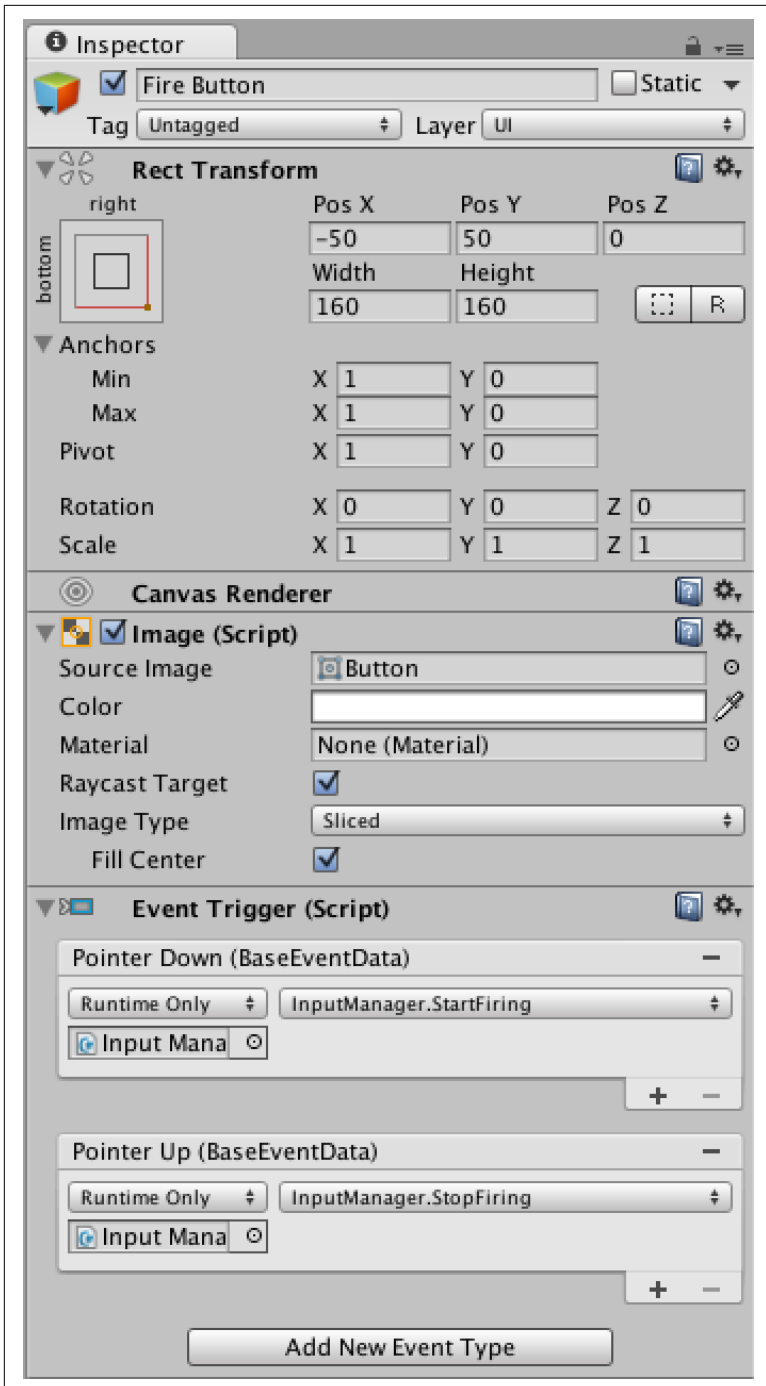 Inspector
Fire Button Static
Tag Untagged Layer UI
Rect Transform
right Pos X Pos Y Pos Z
bottom -50 50 0
Width Height
160 160 R
Anchors
Min X 1 Y 0
Max X 1 Y 0
Pivot X 1 Y 0
Rotation X 0 Y 0 Z 0
Scale X 1 Y 1 Z 1
Canvas Renderer
Image (Script)
Source Image Button
Color
Material None (Material)
Raycast Target
Image Type Sliced
Fill Center
Event Trigger (Script)
Pointer Down (BaseEventData)
Runtime Only InputManager.StartFiring
Input Mana
Pointer Up (BaseEventData)
Runtime Only InputManager.StopFiring
Input Mana
Add New Event Type